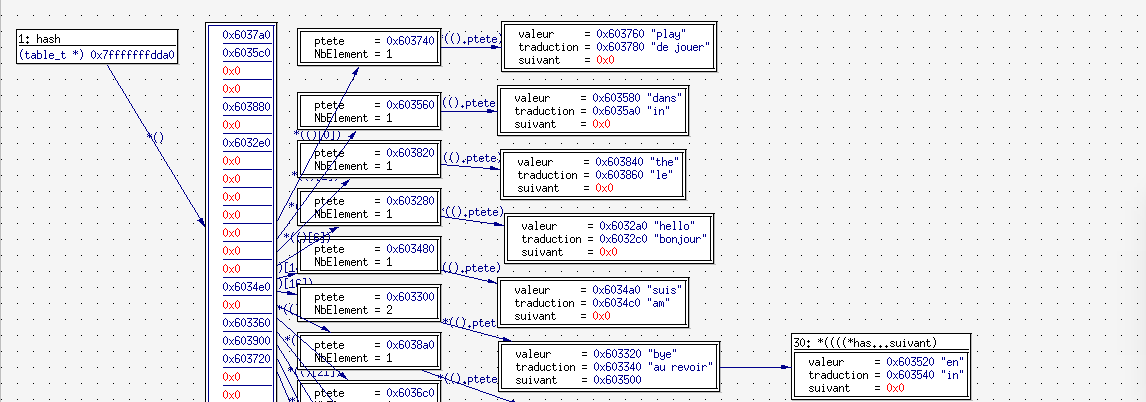 1: hash
(table_t *) 0x7fffffffdda0
*()
0x6037a0
0x6035c0
0x0
0x0
0x603880
0x0
0x6032e0
0x0
0x0
0x0
0x0
0x0
0x0
0x0
0x6034e0
0x0
0x603360
0x603900
0x603720
0x0
0x0
ptete = 0x603740
NbElement = 1
*(().ptete)
valeur = 0x603760 "play"
traduction = 0x603780 "de jouer"
suivant = 0x0
ptete = 0x603560
NbElement = 1
(().ptete
valeur = 0x603580 "dans"
traduction = 0x6035a0 "in"
suivant = 0x0
*(()[0])
ptete = 0x603820
NbElement = 1
(().ptete)
valeur = 0x603840 "the"
traduction = 0x603860 "le"
suivant = 0x0
ptete = 0x603280
NbElement = 1
*(().ptete)
valeur = 0x6032a0 "hello"
traduction = 0x6032c0 "bonjour"
suivant = 0x0
*(()[6])
ptete = 0x603480
NbElement = 1
(().ptete)
valeur = 0x6034a0 "suis"
traduction = 0x6034c0 "am"
suivant = 0x0
)[1
)[16])
ptete = 0x603300
NbElement = 2
*(().ptet
valeur = 0x603320 "bye"
traduction = 0x603340 "au revoir"
suivant = 0x603500
30: *((((*has...suivant)
valeur = 0x603520 "en"
traduction = 0x603540 "in"
suivant = 0x0
*((
ptete = 0x6038a0
NbElement = 1
*(()[21])
*(().ptete
ptete = 0x6036c0
NbElement = 1